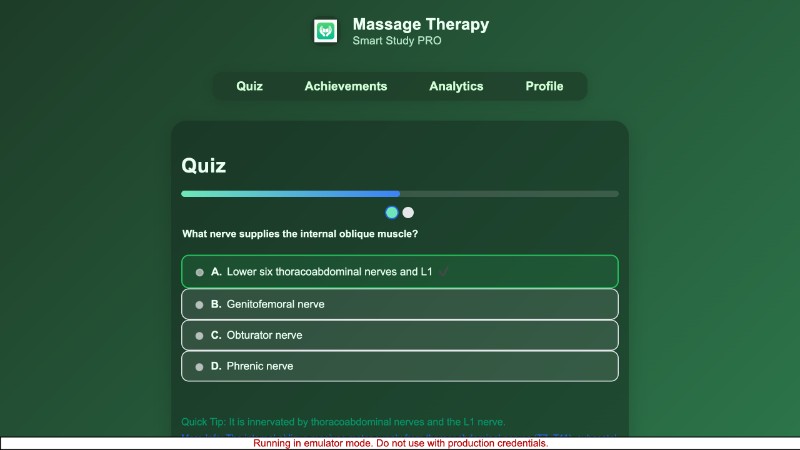 Massage Therapy
Smart Study PRO
Quiz Achievements Analytics Profile
Quiz
What nerve supplies the internal oblique muscle?
A. Lower six thoracoabdominal nerves and L1 ✓
B. Genitofemoral nerve
C. Obturator nerve
D. Phrenic nerve
Quick Tip: It is innervated by thoracoabdominal nerves and the L1 nerve.
Running in emulator mode. Do not use with production credentials.